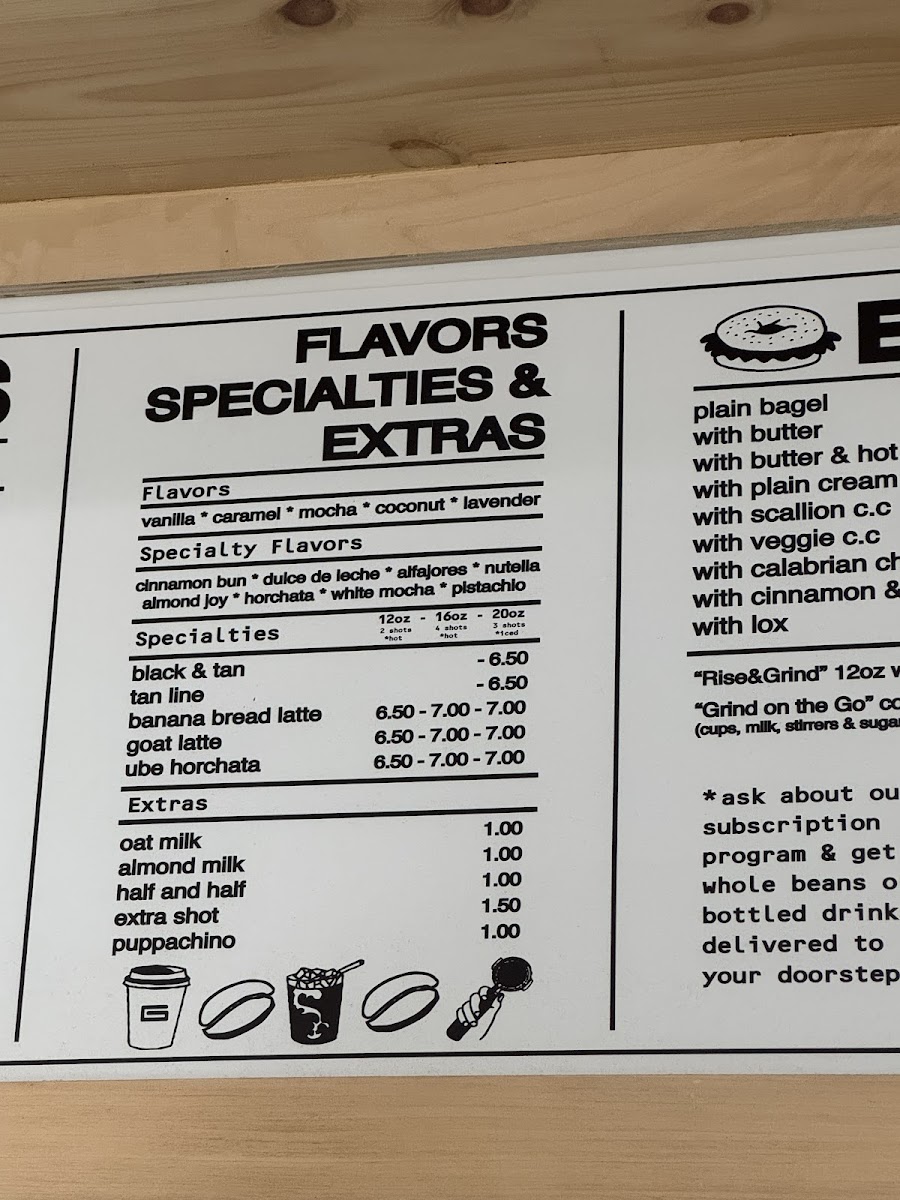 FLAVORS
SPECIALTIES &
EXTRAS
Flavors
vanilla * caramel * mocha * coconut * lavender
Specialty Flavors
cinnamon bun * dulce de leche * alfajores * nutella
almond joy * horchata * white mocha * pistachio
Specialties 12oz - 16oz - 20oz
2 shots 4 shots 3 shots
*hot *hot *iced
black & tan - 6.50
tan line - 6.50
banana bread latte 6.50 - 7.00 - 7.00
goat latte 6.50 - 7.00 - 7.00
ube horchata 6.50 - 7.00 - 7.00
Extras
oat milk 1.00
almond milk 1.00
half and half 1.00
extra shot 1.50
puppachino 1.00
G
plain bagel
with butter
with butter & hot
with plain cream
with scallion c.c
with veggie c.c
with calabrian
with cinnamon &
with lox
"Rise&Grind" 12oz
"Grind on the Go"
(cups, milk, stirrers &
*ask about
subscription
program & get
whole beans
bottled drink
delivered to
your doorstep